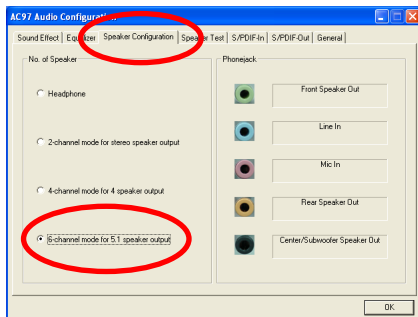 AC97 Audio Configuration
Sound Effect Equalizer Speaker Configuration Speaker Test S/PDIF-In S/PDIF-Out General
No. of Speaker
Headphone
2-channel mode for stereo speaker output
4-channel mode for 4 speaker output
6-channel mode for 5.1 speaker output
Phonejack
Front Speaker Out
Line In
Mic In
Rear Speaker Out
Center/Subwoofer Speaker Out
OK